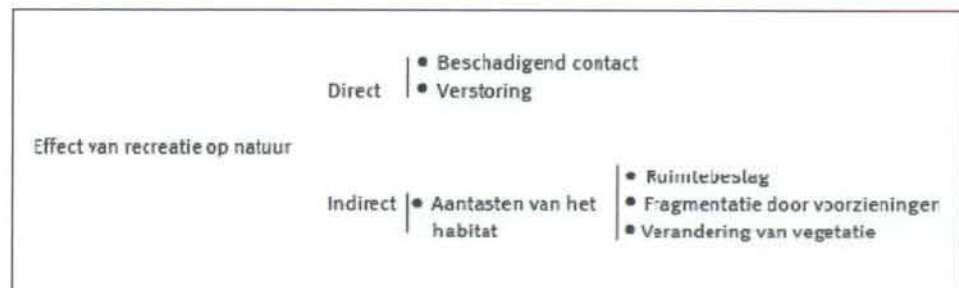 • Beschadigend contact
Direct • Verstoring
Effect van recreatie op natuur
• Ruimtebeslag
Indirect • Aantasten van het • Fragmentatie door voorzieningen
habitat • Verandering van vegetatie